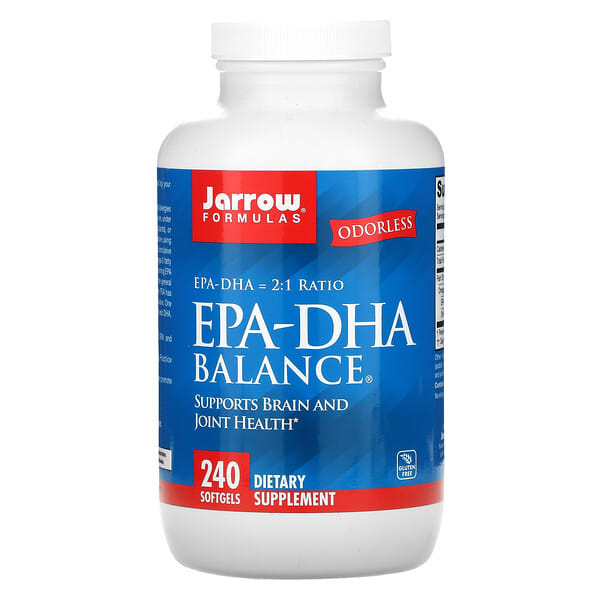 Jarrow
FORMULAS®
ODORLESS
EPA-DHA = 2:1 RATIO
EPA-DHA
BALANCE®
SUPPORTS BRAIN AND
JOINT HEALTH*
240
SOFTGELS
DIETARY
SUPPLEMENT
GLUTEN
FREE